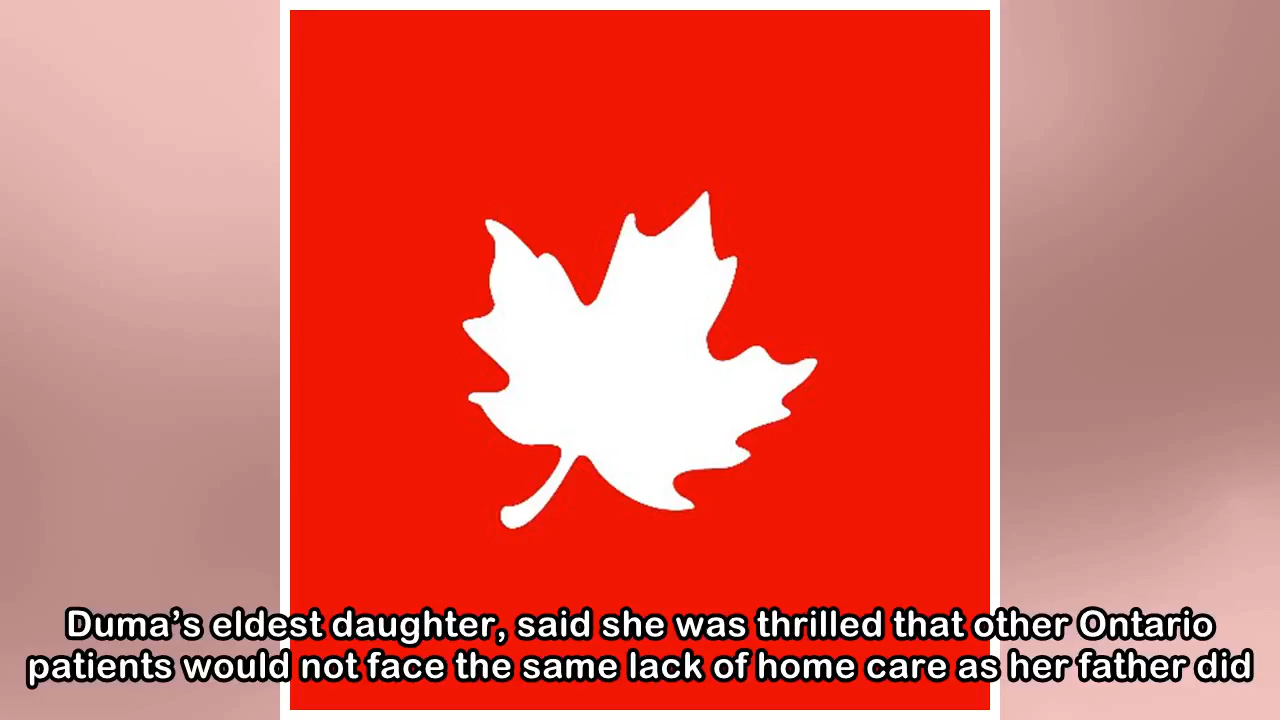 Duma’s eldest daughter, said she was thrilled that other Ontario
patients would not face the same lack of home care as her father did